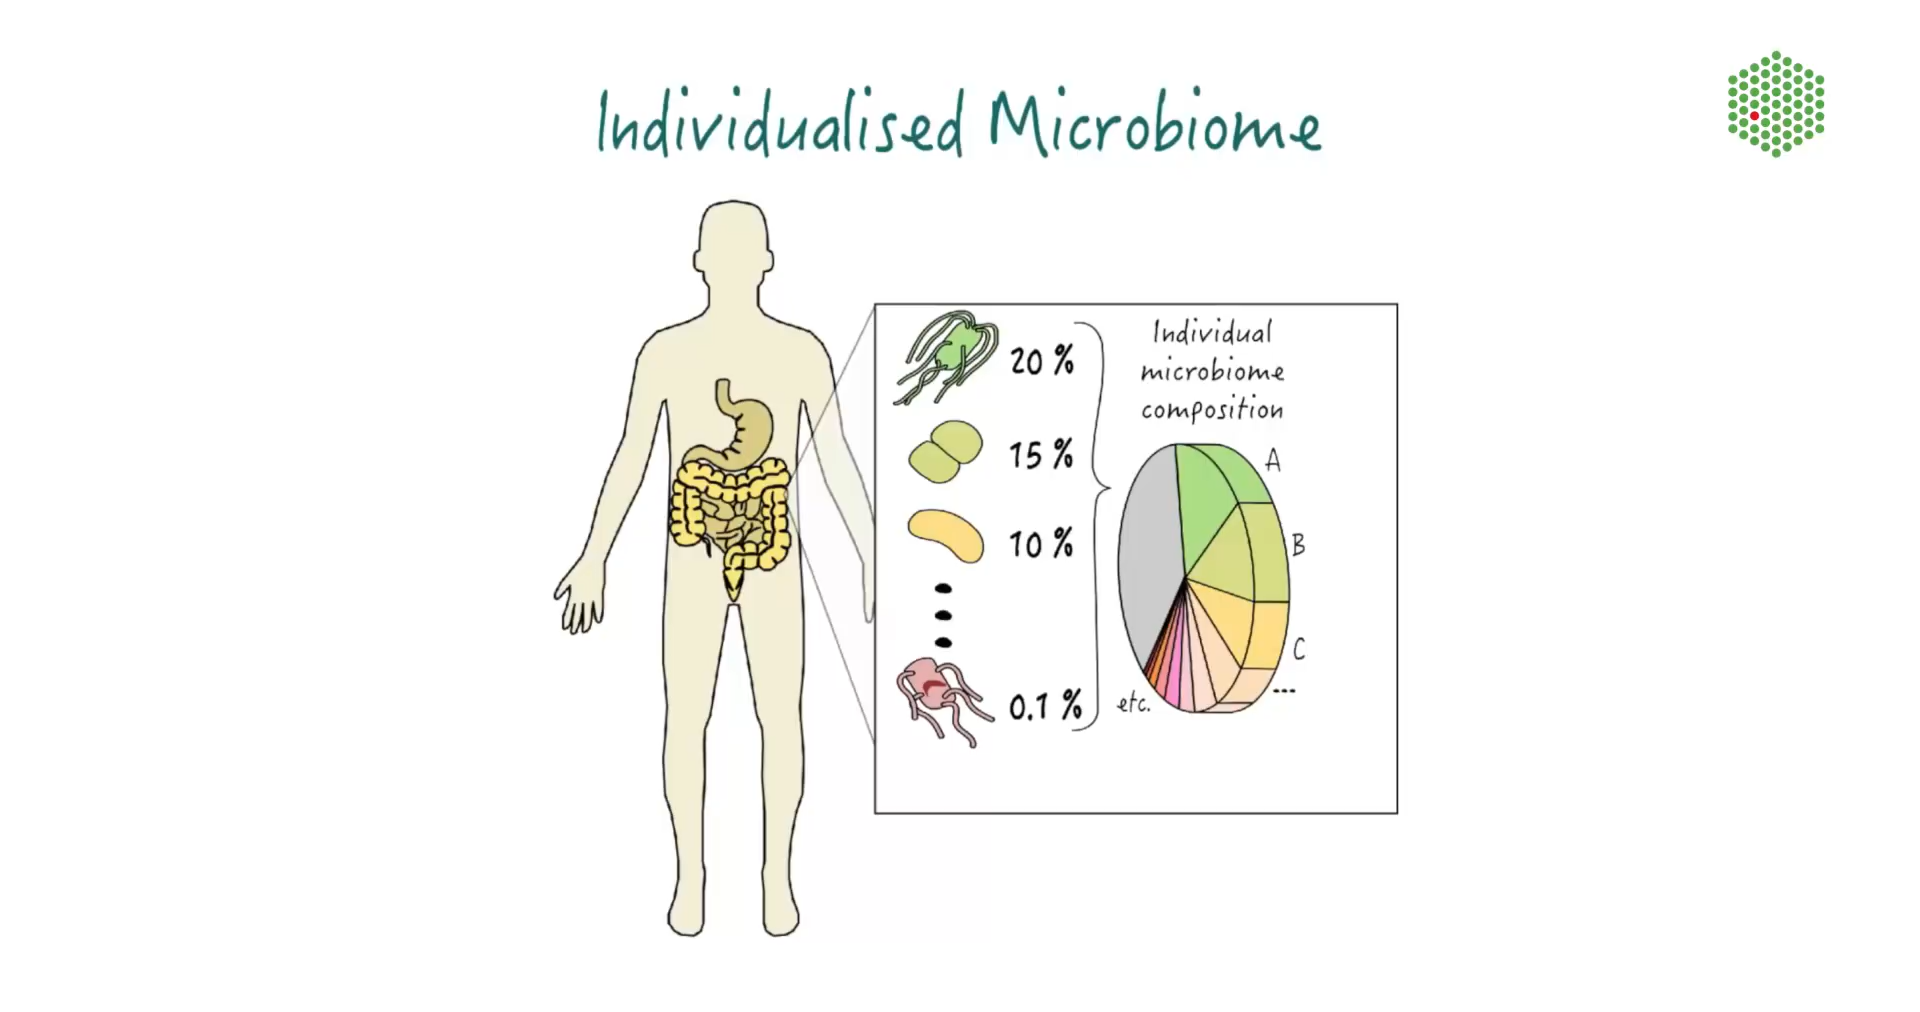 Individualised Microbiome
20 %
15 %
10 %
0.1 %
Individual
microbiome
composition
A
B
C
...
etc.